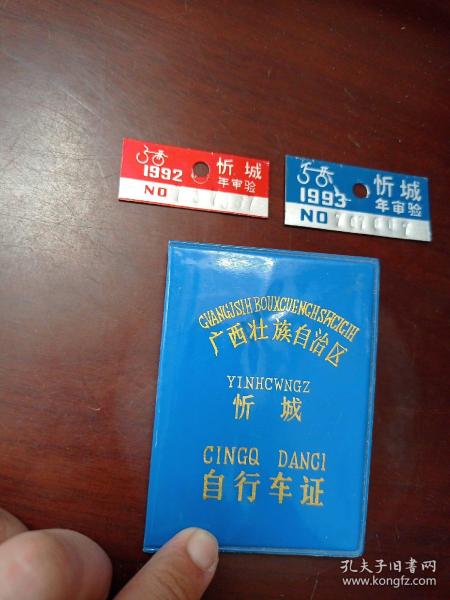 1992 忻城
年审验
NO
1993 忻城
年审验
NO
GVANGJSIH BOUXCUENGH SWCIGIH
广西壮族自治区
YINHCWNGZ
忻城
CINGQ DANCI
自行车证
孔夫子旧书网
www.kongfz.com